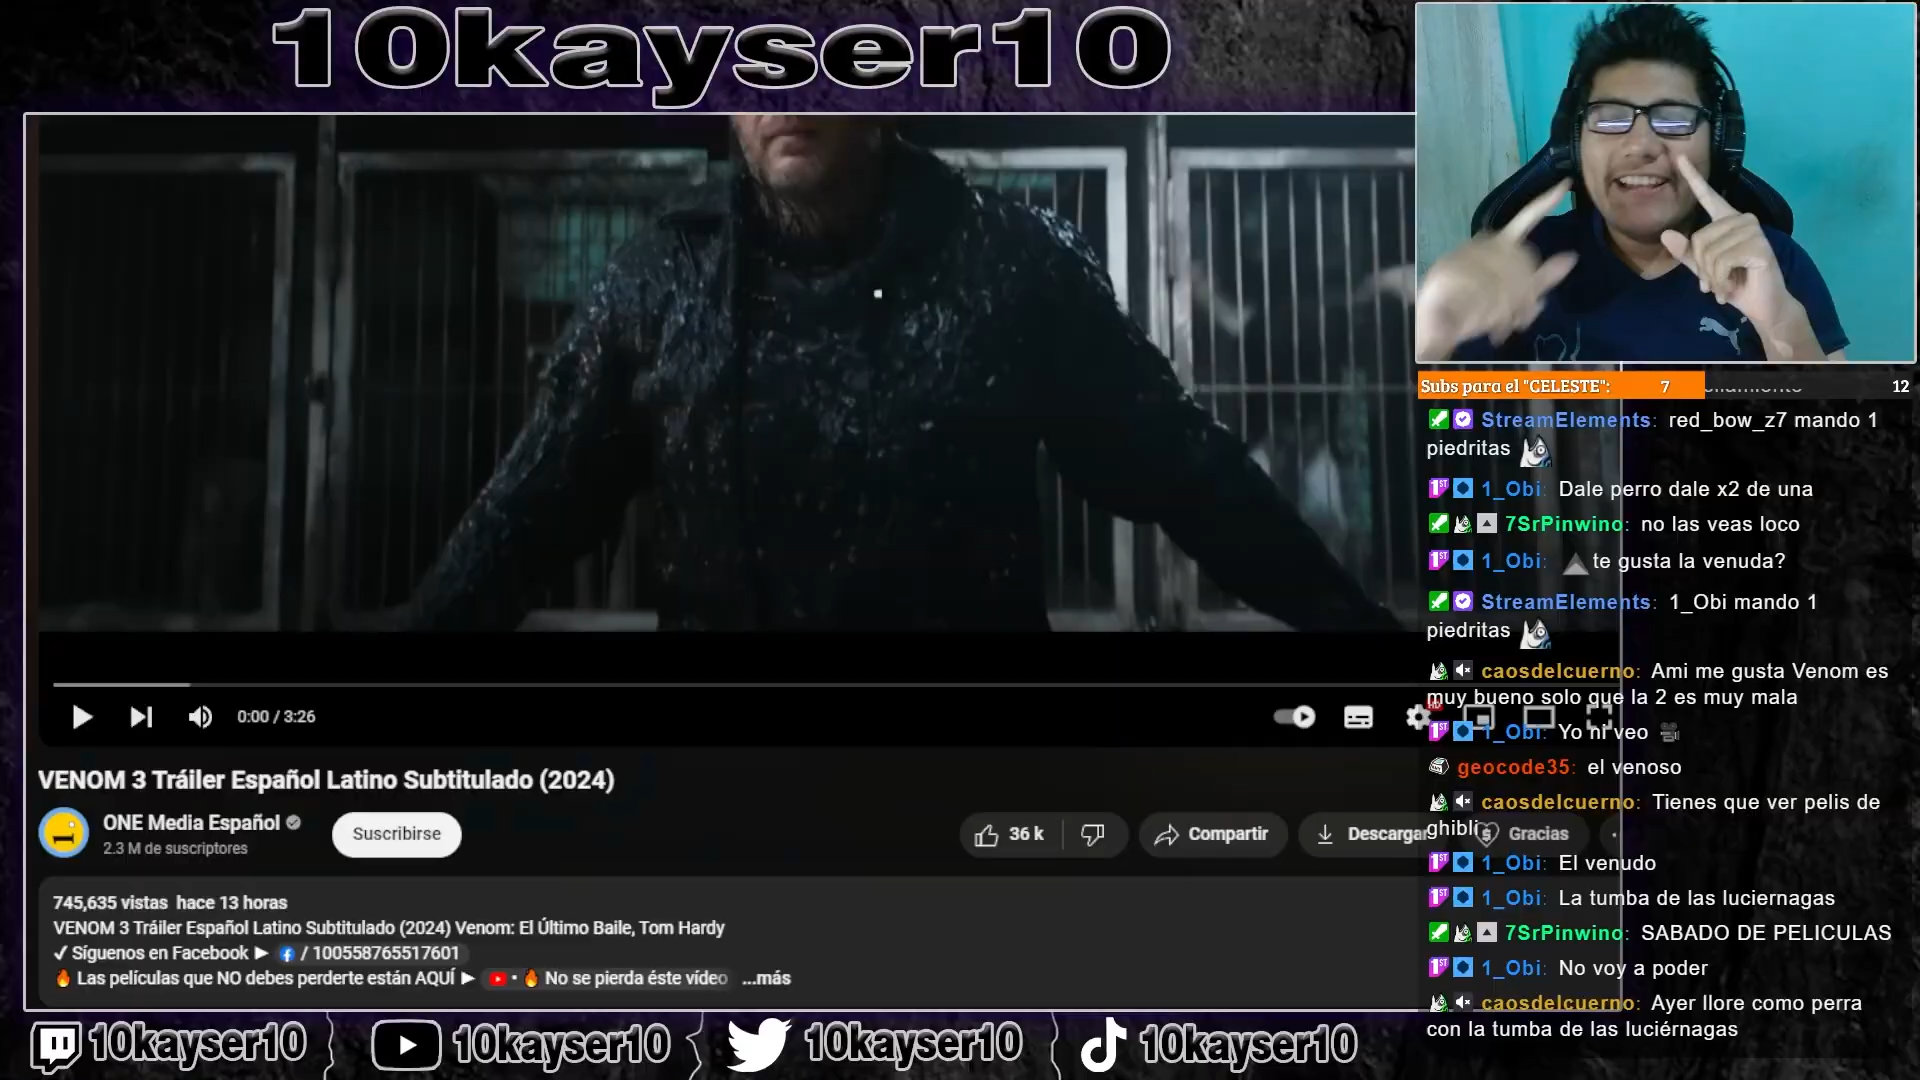 10kayser10
Subs para el "CELESTE": 7 12
StreamElements: red_bow_z7 mando 1
piedritas
1_Obi: Dale perro dale x2 de una
7SrPinwino: no las veas loco
1_Obi: te gusta la venuda?
StreamElements: 1_Obi mando 1
piedritas
caosdelcuerno: Ami me gusta Venom es
muy bueno solo que la 2 es muy mala
1_Obi: Yo ni veo
geocode35: el venoso
caosdelcuerno: Tienes que ver pelis de
ghibli
1_Obi: El venudo
1_Obi: La tumba de las luciernagas
7SrPinwino: SABADO DE PELICULAS
1_Obi: No voy a poder
caosdelcuerno: Ayer llore como perra
con la tumba de las luciérnagas
0:00 / 3:26
HD
VENOM 3 Tráiler Español Latino Subtitulado (2024)
ONE Media Español
2.3 M de suscriptores
Suscribirse
36 k
Compartir
Descargar
Gracias
745,635 vistas hace 13 horas
VENOM 3 Tráiler Español Latino Subtitulado (2024) Venom: El Último Baile, Tom Hardy
✓ Síguenos en Facebook ► / 100558765517601
🔥 Las películas que NO debes perderte están AQUÍ ► • 🔥 No se pierda éste vídeo ...más
10kayser10 10kayser10 10kayser10 10kayser10